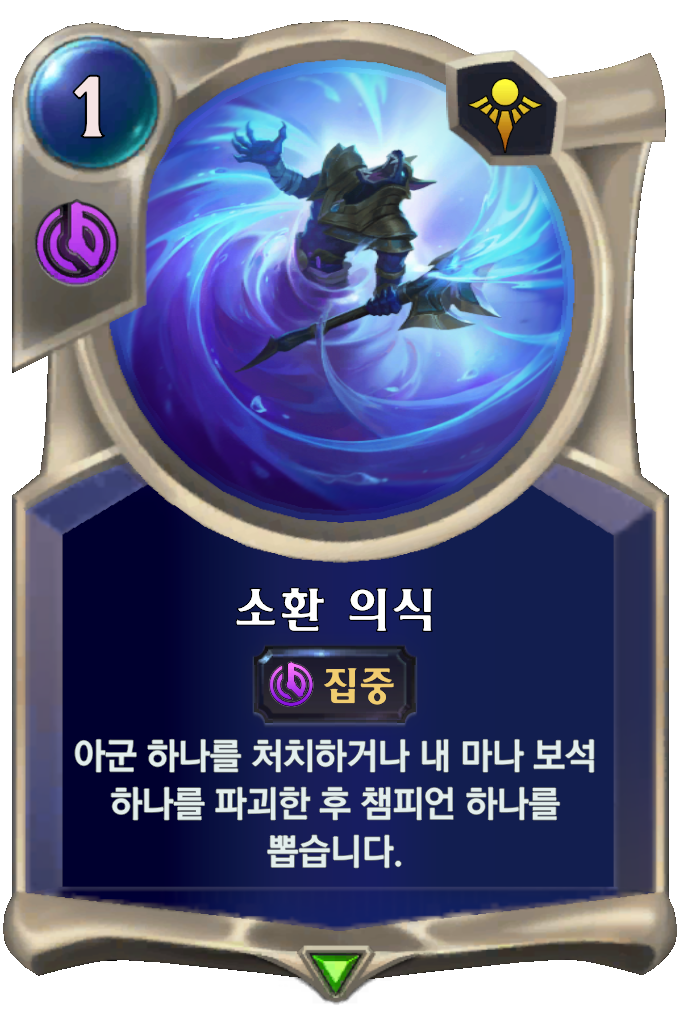 1
소환 의식
집중
아군 하나를 처치하거나 내 마나 보석
하나를 파괴한 후 챔피언 하나를
뽑습니다.